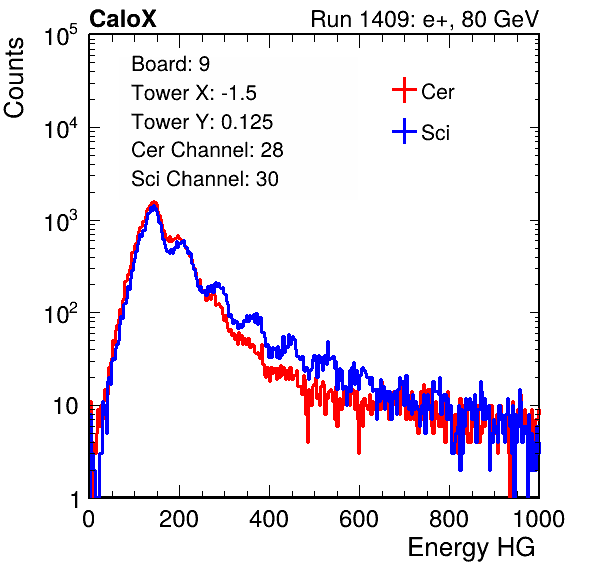 CaloX Run 1409: e+, 80 GeV
Counts
Board: 9
Tower X: -1.5
Tower Y: 0.125
Cer Channel: 28
Sci Channel: 30
Cer
Sci
10^5
10^4
10^3
10^2
10
1
0 200 400 600 800 1000
Energy HG